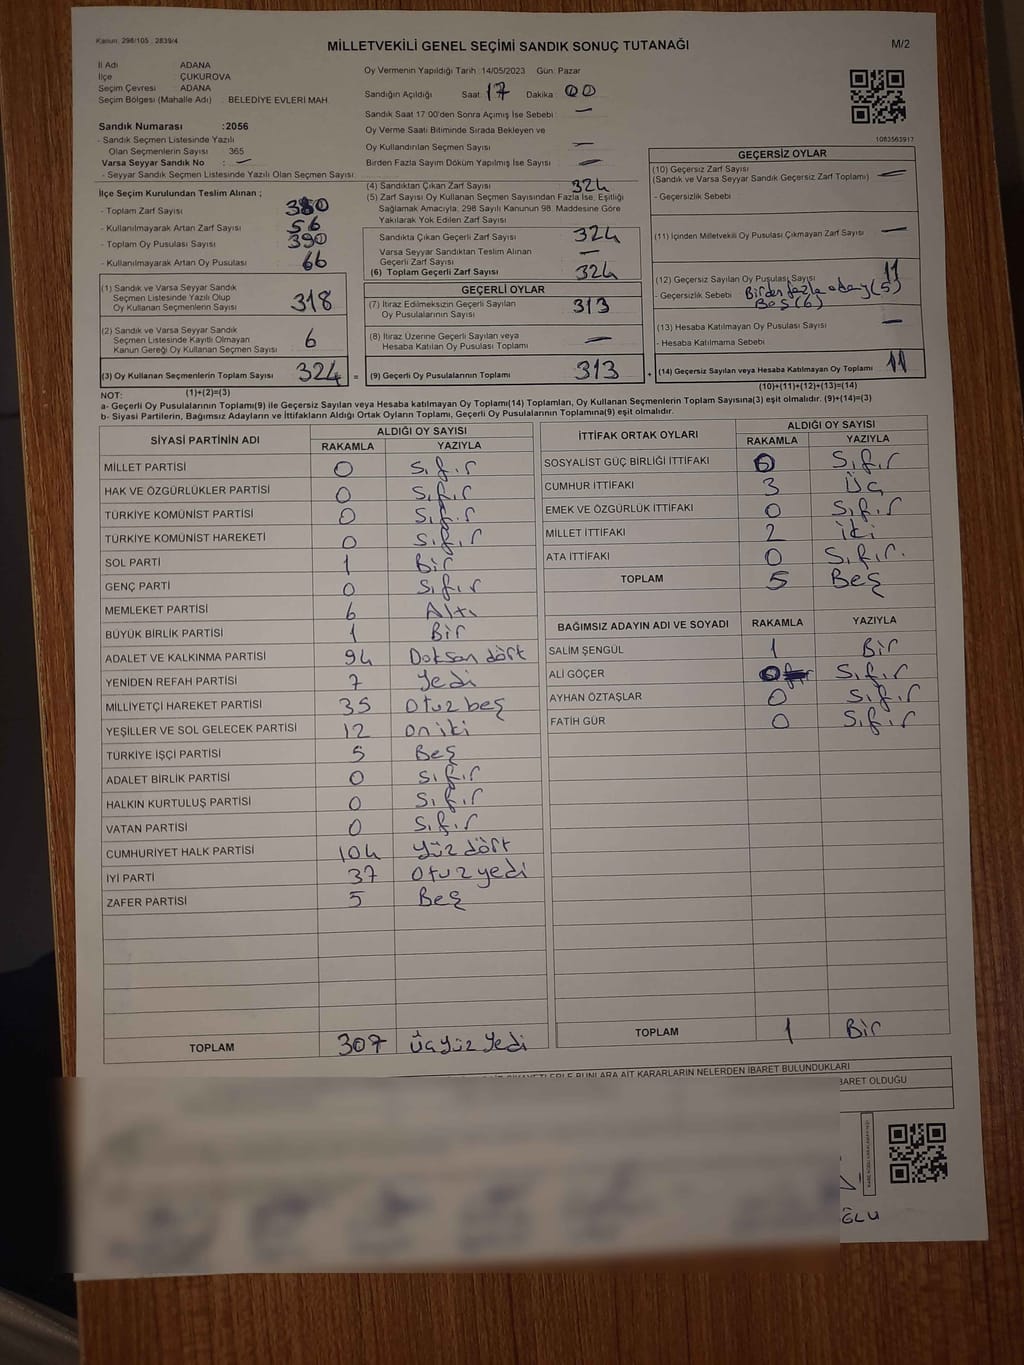 Kanun: 298/105 : 2839/4
MİLLETVEKİLİ GENEL SEÇİMİ SANDIK SONUÇ TUTANAĞI
M/2
İl Adı : ADANA
İlçe ÇUKUROVA
Seçim Çevresi : ADANA
Seçim Bölgesi (Mahalle Adı) : BELEDİYE EVLERİ MAH.
Sandık Numarası :2056
- Sandık Seçmen Listesinde Yazılı
Olan Seçmenlerin Sayısı 365
Varsa Seyyar Sandık No : —
- Seyyar Sandık Seçmen Listesinde Yazılı Olan Seçmen Sayısı:
Oy Vermenin Yapıldığı Tarih : 14/05/2023 Gün: Pazar
Sandığın Açıldığı Saat: 17 Dakika : 00
Sandık Saat 17:00'den Sonra Açımış İse Sebebi : —
Oy Verme Saati Bitiminde Sırada Bekleyen ve
Oy Kullandırılan Seçmen Sayısı : —
Birden Fazla Sayım Döküm Yapılmış İse Sayısı : —
1083563917
İlçe Seçim Kurulundan Teslim Alınan ;
- Toplam Zarf Sayısı 380
- Kullanılmayarak Artan Zarf Sayısı : 56
- Toplam Oy Pusulası Sayısı : 390
- Kullanılmayarak Artan Oy Pusulası : 66
(1) Sandık ve Varsa Seyyar Sandık
Seçmen Listesinde Yazılı Olup
Oy Kullanan Seçmenlerin Sayısı 318
(2) Sandık ve Varsa Seyyar Sandık
Seçmen Listesinde Kayıtlı Olmayan
Kanun Gereği Oy Kullanan Seçmen Sayısı 6
(3) Oy Kullanan Seçmenlerin Toplam Sayısı 324 =
(1)+(2)=(3)
(4) Sandıktan Çıkan Zarf Sayısı 324
(5) Zarf Sayısı Oy Kullanan Seçmen Sayısından Fazla İse, Eşitliği
Sağlamak Amacıyla; 298 Sayılı Kanunun 98. Maddesine Göre
Yakılarak Yok Edilen Zarf Sayısı
Sandıkta Çıkan Geçerli Zarf Sayısı 324
Varsa Seyyar Sandıktan Teslim Alınan
Geçerli Zarf Sayısı —
(6) Toplam Geçerli Zarf Sayısı 324
GEÇERLİ OYLAR
(7) İtiraz Edilmeksizin Geçerli Sayılan
Oy Pusulalarının Sayısı 313
(8) İtiraz Üzerine Geçerli Sayılan veya
Hesaba Katılan Oy Pusulası Toplamı —
(9) Geçerli Oy Pusulalarının Toplamı 313 +
GEÇERSİZ OYLAR
(10) Geçersiz Zarf Sayısı
(Sandık ve Varsa Seyyar Sandık Geçersiz Zarf Toplamı) —
- Geçersizlik Sebebi :
(11) İçinden Milletvekili Oy Pusulası Çıkmayan Zarf Sayısı —
(12) Geçersiz Sayılan Oy Pusulası Sayısı 11
- Geçersizlik Sebebi : Birden fazla aday (5)
Boş (6)
(13) Hesaba Katılmayan Oy Pusulası Sayısı —
- Hesaba Katılmama Sebebi
(14) Geçersiz Sayılan veya Hesaba Katılmayan Oy Toplamı 11
(10)+(11)+(12)+(13)=(14)
NOT:
a- Geçerli Oy Pusulalarının Toplamı(9) ile Geçersiz Sayılan veya Hesaba Katılmayan Oy Toplamı(14) Toplamları, Oy Kullanan Seçmenlerin Toplam Sayısına(3) eşit olmalıdır. (9)+(14)=(3)
b- Siyasi Partilerin, Bağımsız Adayların ve İttifakların Aldığı Ortak Oyların Toplamı, Geçerli Oy Pusulalarının Toplamına(9) eşit olmalıdır.
SİYASİ PARTİNİN ADI ALDIĞI OY SAYISI
RAKAMLA YAZIYLA
MİLLET PARTİSİ 0 Sıfır
HAK VE ÖZGÜRLÜKLER PARTİSİ 0 Sıfır
TÜRKİYE KOMÜNİST PARTİSİ 0 Sıfır
TÜRKİYE KOMÜNİST HAREKETİ 0 Sıfır
SOL PARTİ 1 Bir
GENÇ PARTİ 0 Sıfır
MEMLEKET PARTİSİ 6 Altı
BÜYÜK BİRLİK PARTİSİ 1 Bir
ADALET VE KALKINMA PARTİSİ 94 Doksan dört
YENİDEN REFAH PARTİSİ 7 Yedi
MİLLİYETÇİ HAREKET PARTİSİ 35 Otuz beş
YEŞİLLER VE SOL GELECEK PARTİSİ 12 on iki
TÜRKİYE İŞÇİ PARTİSİ 5 Beş
ADALET BİRLİK PARTİSİ 0 Sıfır
HALKIN KURTULUŞ PARTİSİ 0 Sıfır
VATAN PARTİSİ 0 Sıfır
CUMHURİYET HALK PARTİSİ 104 Yüz dört
İYİ PARTİ 37 Otuz yedi
ZAFER PARTİSİ 5 Beş
TOPLAM 307 Üçyüz Yedi
İTTİFAK ORTAK OYLARI ALDIĞI OY SAYISI
RAKAMLA YAZIYLA
SOSYALİST GÜÇ BİRLİĞİ İTTİFAKI 0 Sıfır
CUMHUR İTTİFAKI 3 Üç
EMEK VE ÖZGÜRLÜK İTTİFAKI 0 Sıfır
MİLLET İTTİFAKI 2 iki
ATA İTTİFAKI 0 Sıfır.
TOPLAM 5 Beş
BAĞIMSIZ ADAYIN ADI VE SOYADI RAKAMLA YAZIYLA
SALİM ŞENGÜL 1 Bir
ALİ GÖÇER 0 Sıfır
AYHAN ÖZTAŞLAR 0 Sıfır
FATİH GÜR 0 Sıfır
TOPLAM 1 Bir
BUNLARA AİT KARARLARIN NELERDEN İBARET BULUNDUKLARI
BARET OLDUĞU